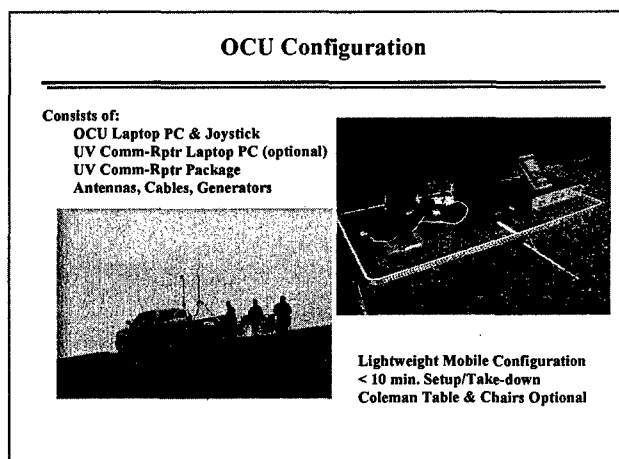 OCU Configuration
Consists of:
OCU Laptop PC & Joystick
UV Comm-Rptr Laptop PC (optional)
UV Comm-Rptr Package
Antennas, Cables, Generators
Lightweight Mobile Configuration
< 10 min. Setup/Take-down
Coleman Table & Chairs Optional